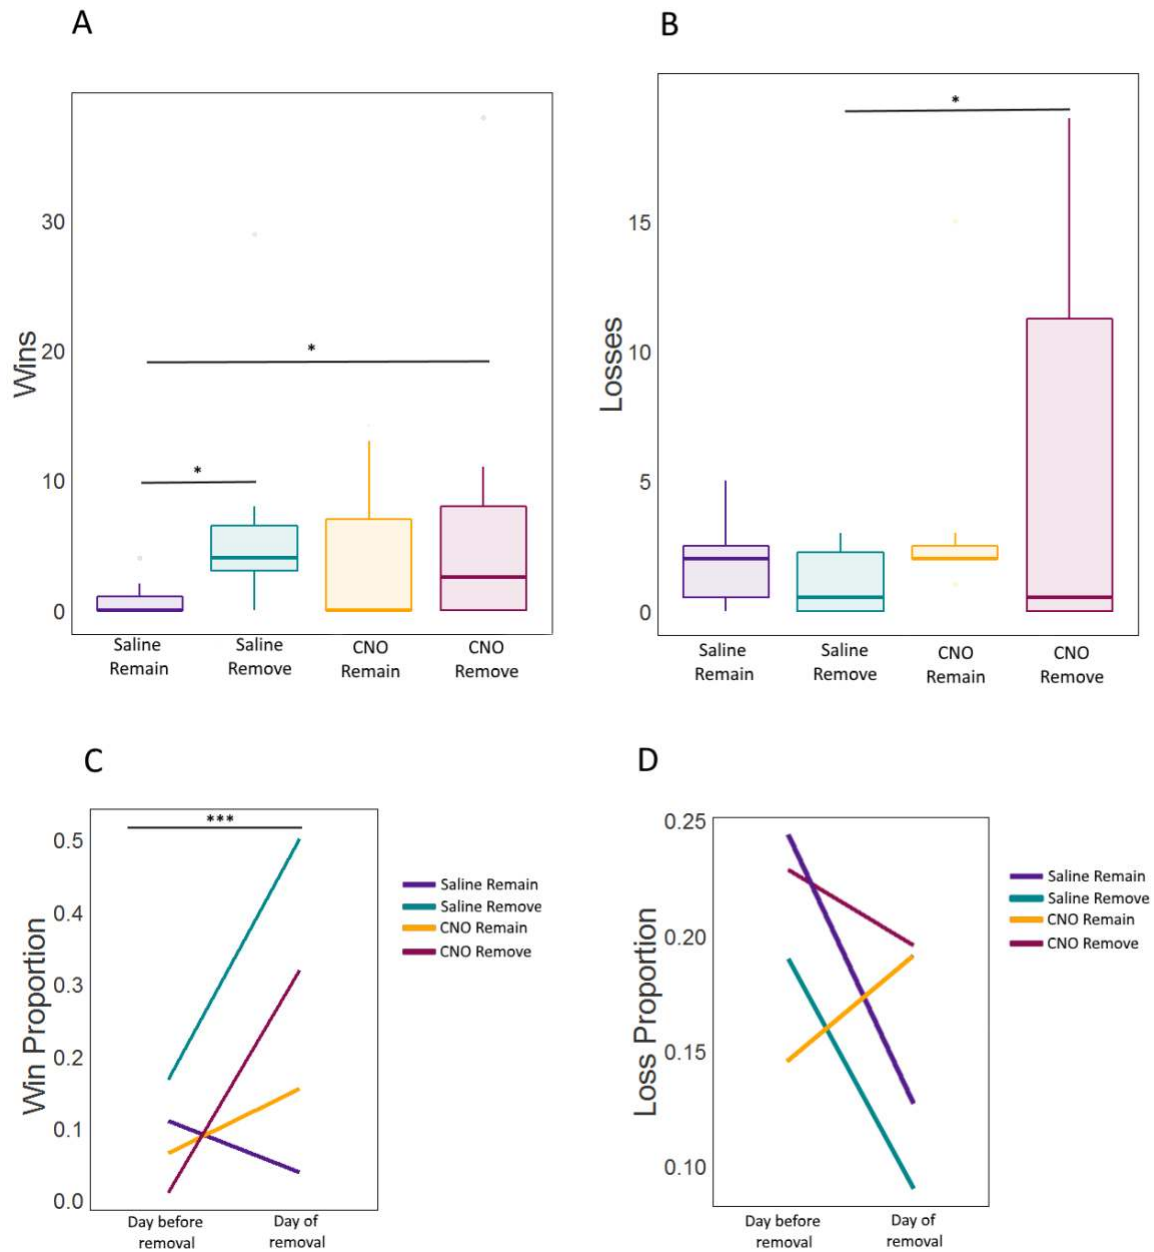 A
Wins
30
20
10
0
*
*
Saline
Remain
Saline
Remove
CNO
Remain
CNO
Remove
B
Losses
15
10
5
0
*
Saline
Remain
Saline
Remove
CNO
Remain
CNO
Remove
C
Win Proportion
0.5
0.4
0.3
0.2
0.1
0.0
***
Day before
removal
Day of
removal
Saline Remain
Saline Remove
CNO Remain
CNO Remove
D
Loss Proportion
0.25
0.20
0.15
0.10
Day before
removal
Day of
removal
Saline Remain
Saline Remove
CNO Remain
CNO Remove